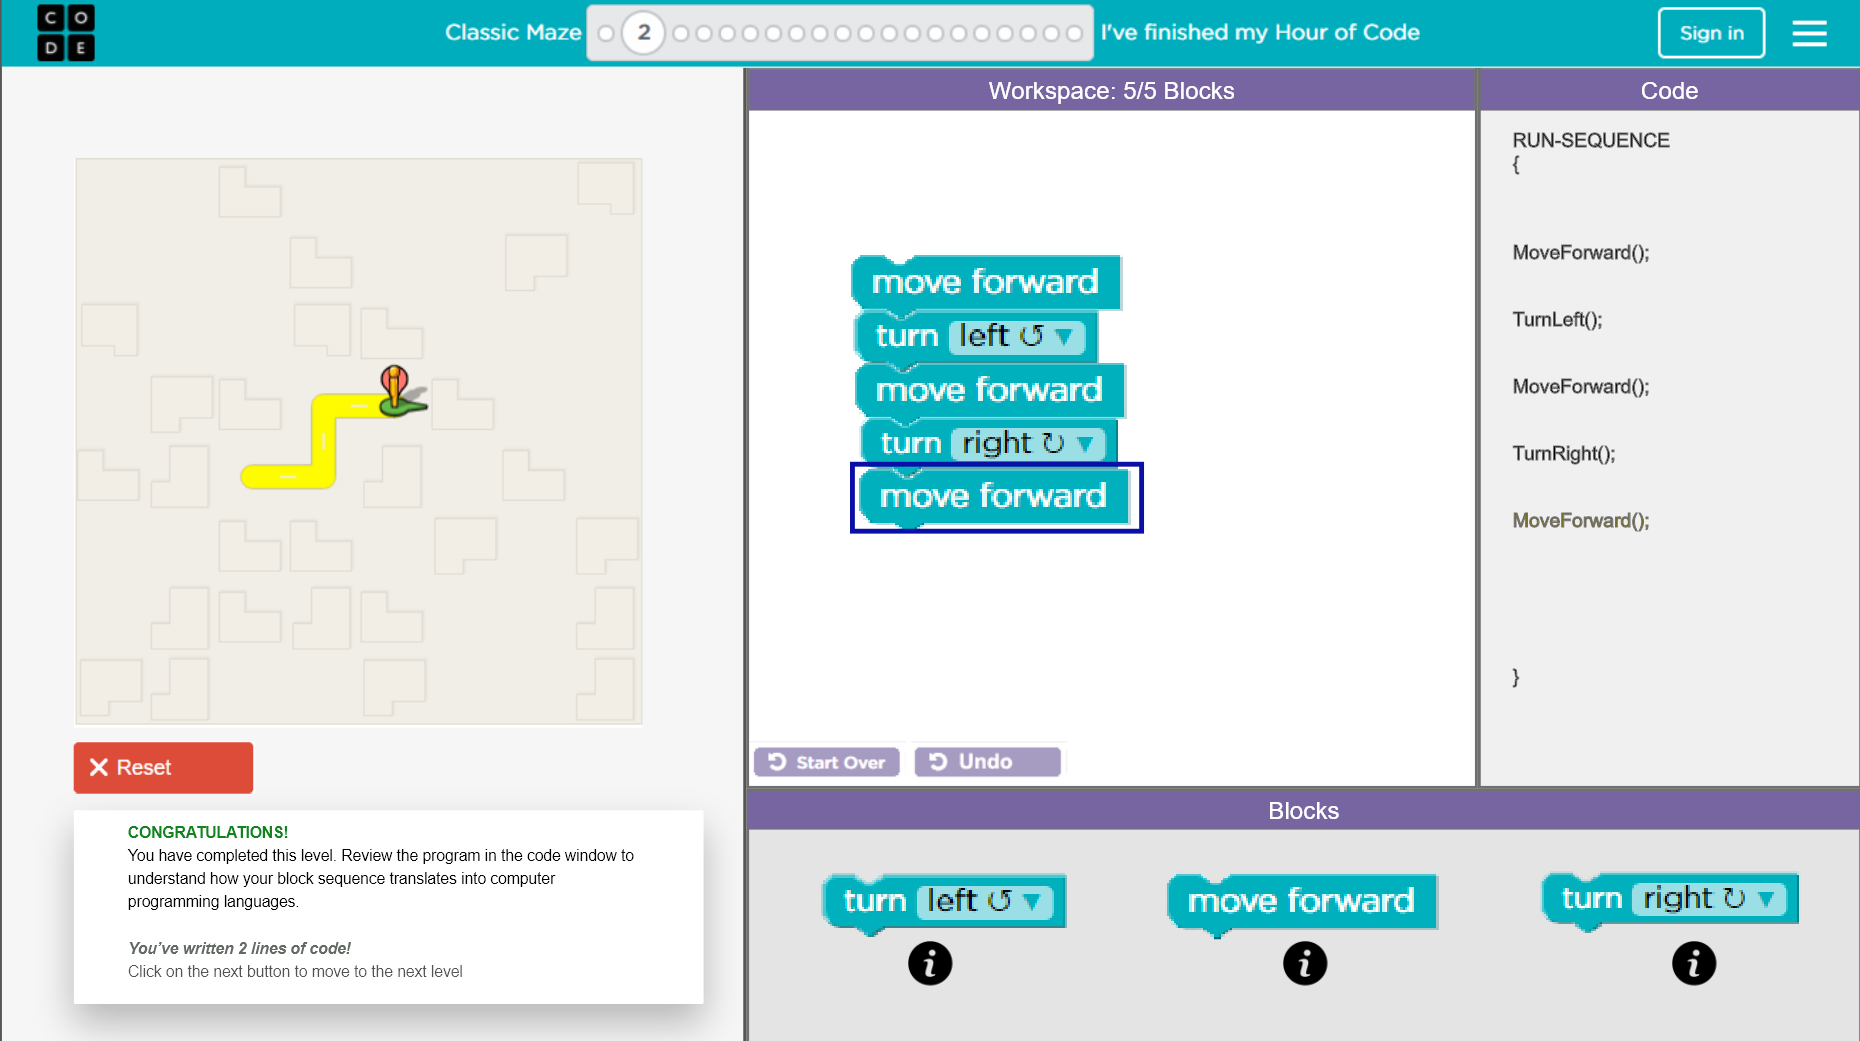 C O
D E
Classic Maze
2
I've finished my Hour of Code
Sign in
Workspace: 5/5 Blocks
Code
move forward
turn left ↺ ▼
move forward
turn right ↻ ▼
move forward
RUN-SEQUENCE
{
MoveForward();
TurnLeft();
MoveForward();
TurnRight();
MoveForward();
}
Reset
Start Over
Undo
CONGRATULATIONS!
You have completed this level. Review the program in the code window to
understand how your block sequence translates into computer
programming languages.
You've written 2 lines of code!
Click on the next button to move to the next level
Blocks
turn left ↺ ▼
move forward
turn right ↻ ▼
i
i
i